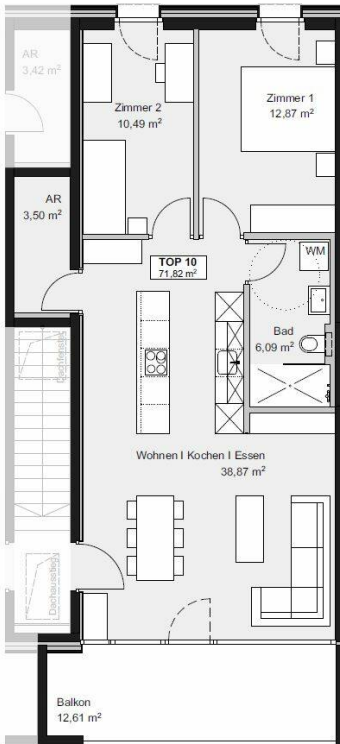 AR
3,42 m²
Zimmer 2
10,49 m²
Zimmer 1
12,87 m²
AR
3,50 m²
TOP 10
71,82 m²
WM
Bad
6,09 m²
Dachfenster
Wohnen I Kochen I Essen
38,87 m²
Dachausstieg
Balkon
12,61 m²